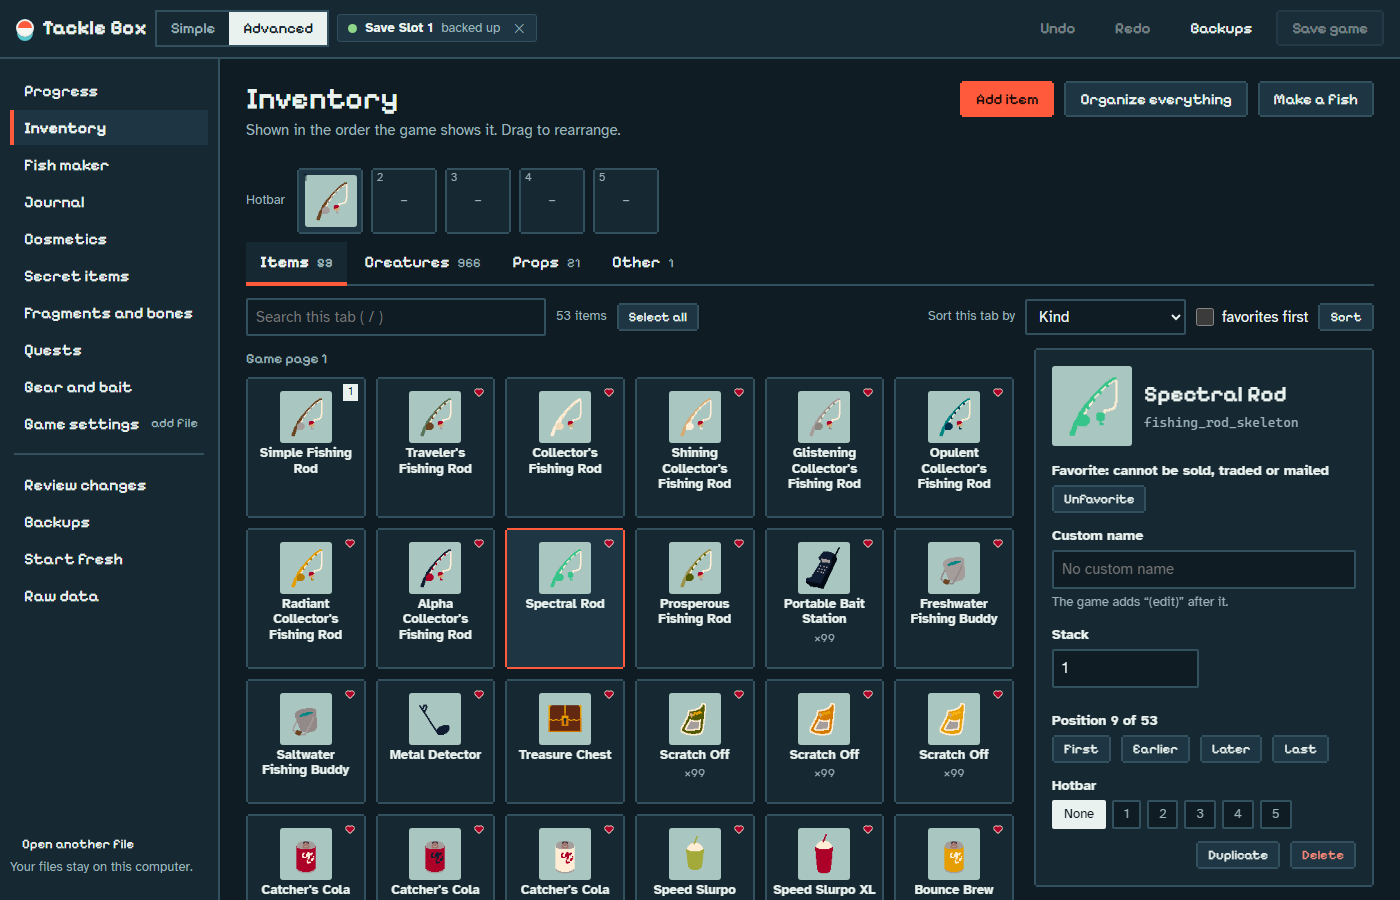 Tackle Box
Simple
Advanced
Save Slot 1 backed up
Undo
Redo
Backups
Save game
Progress
Inventory
Fish maker
Journal
Cosmetics
Secret items
Fragments and bones
Quests
Gear and bait
Game settings add file
Review changes
Backups
Start fresh
Raw data
Open another file
Your files stay on this computer.
Inventory
Shown in the order the game shows it. Drag to rearrange.
Add item
Organize everything
Make a fish
Hotbar
2
3
4
5
–
–
–
–
Items 53
Creatures 966
Props 21
Other 1
Search this tab ( / )
53 items
Select all
Sort this tab by
Kind
favorites first
Sort
Game page 1
1
Simple Fishing
Rod
Traveler's
Fishing Rod
Collector's
Fishing Rod
Shining
Collector's
Fishing Rod
Glistening
Collector's
Fishing Rod
Opulent
Collector's
Fishing Rod
Radiant
Collector's
Fishing Rod
Alpha
Collector's
Fishing Rod
Spectral Rod
Prosperous
Fishing Rod
Portable Bait
Station
×99
Freshwater
Fishing Buddy
Saltwater
Fishing Buddy
Metal Detector
Treasure Chest
Scratch Off
×99
Scratch Off
×99
Scratch Off
×99
Catcher's Cola
Catcher's Cola
Catcher's Cola
Speed Slurpo
Speed Slurpo XL
Bounce Brew
Spectral Rod
fishing_rod_skeleton
Favorite: cannot be sold, traded or mailed
Unfavorite
Custom name
No custom name
The game adds “(edit)” after it.
Stack
1
Position 9 of 53
First
Earlier
Later
Last
Hotbar
None
1
2
3
4
5
Duplicate
Delete